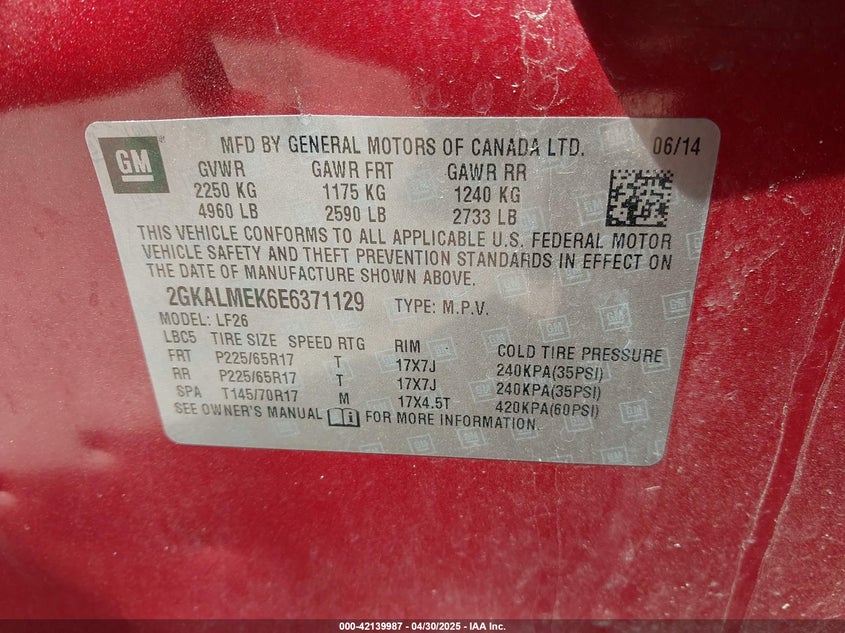 GM
MFD BY GENERAL MOTORS OF CANADA LTD. 06/14
GVWR GAWR FRT GAWR RR
2250 KG 1175 KG 1240 KG
4960 LB 2590 LB 2733 LB
THIS VEHICLE CONFORMS TO ALL APPLICABLE U.S. FEDERAL MOTOR
VEHICLE SAFETY AND THEFT PREVENTION STANDARDS IN EFFECT ON
THE DATE OF MANUFACTURE SHOWN ABOVE.
2GKALMEK6E6371129 TYPE: M.P.V.
MODEL: LF26
LBC5 TIRE SIZE SPEED RTG RIM COLD TIRE PRESSURE
FRT P225/65R17 T 17X7J 240KPA(35PSI)
RR P225/65R17 T 17X7J 240KPA(35PSI)
SPA T145/70R17 M 17X4.5T 420KPA(60PSI)
SEE OWNER'S MANUAL FOR MORE INFORMATION.
000-42139987 - 04/30/2025 - IAA Inc.